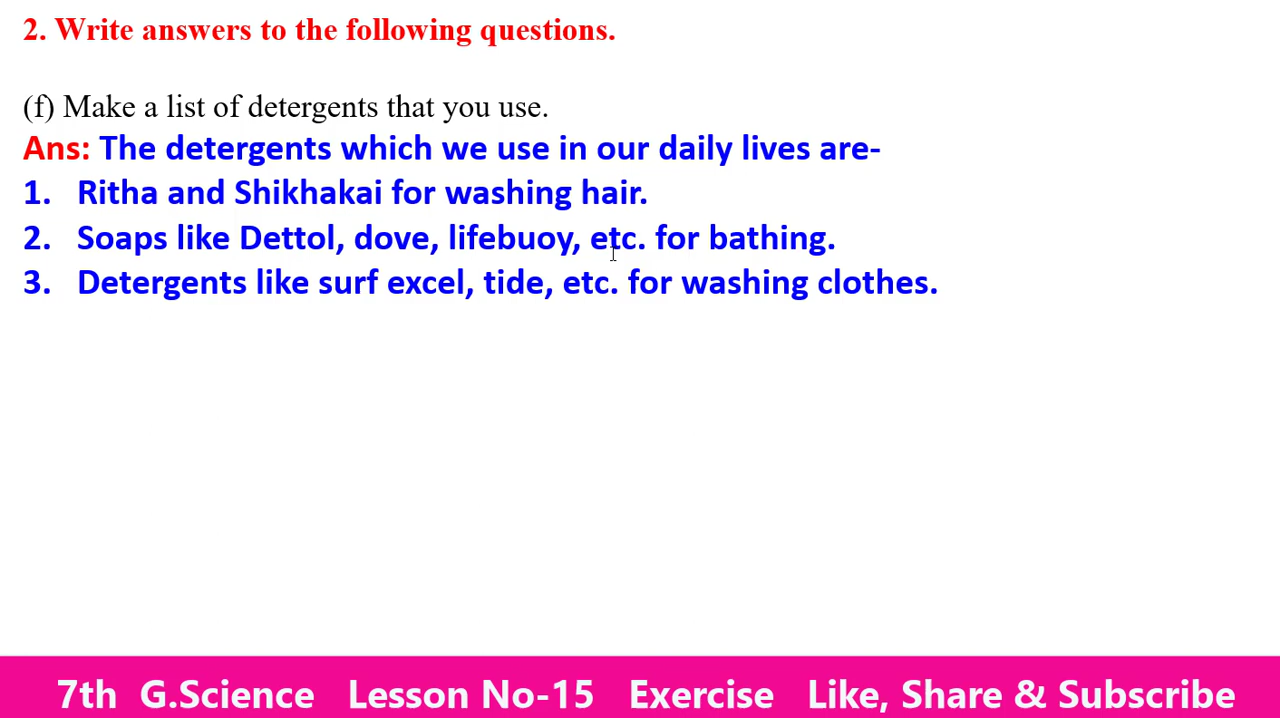 2. Write answers to the following questions.
(f) Make a list of detergents that you use.
Ans: The detergents which we use in our daily lives are-
1. Ritha and Shikhakai for washing hair.
2. Soaps like Dettol, dove, lifebuoy, etc. for bathing.
3. Detergents like surf excel, tide, etc. for washing clothes.
7th G.Science Lesson No-15 Exercise Like, Share & Subscribe